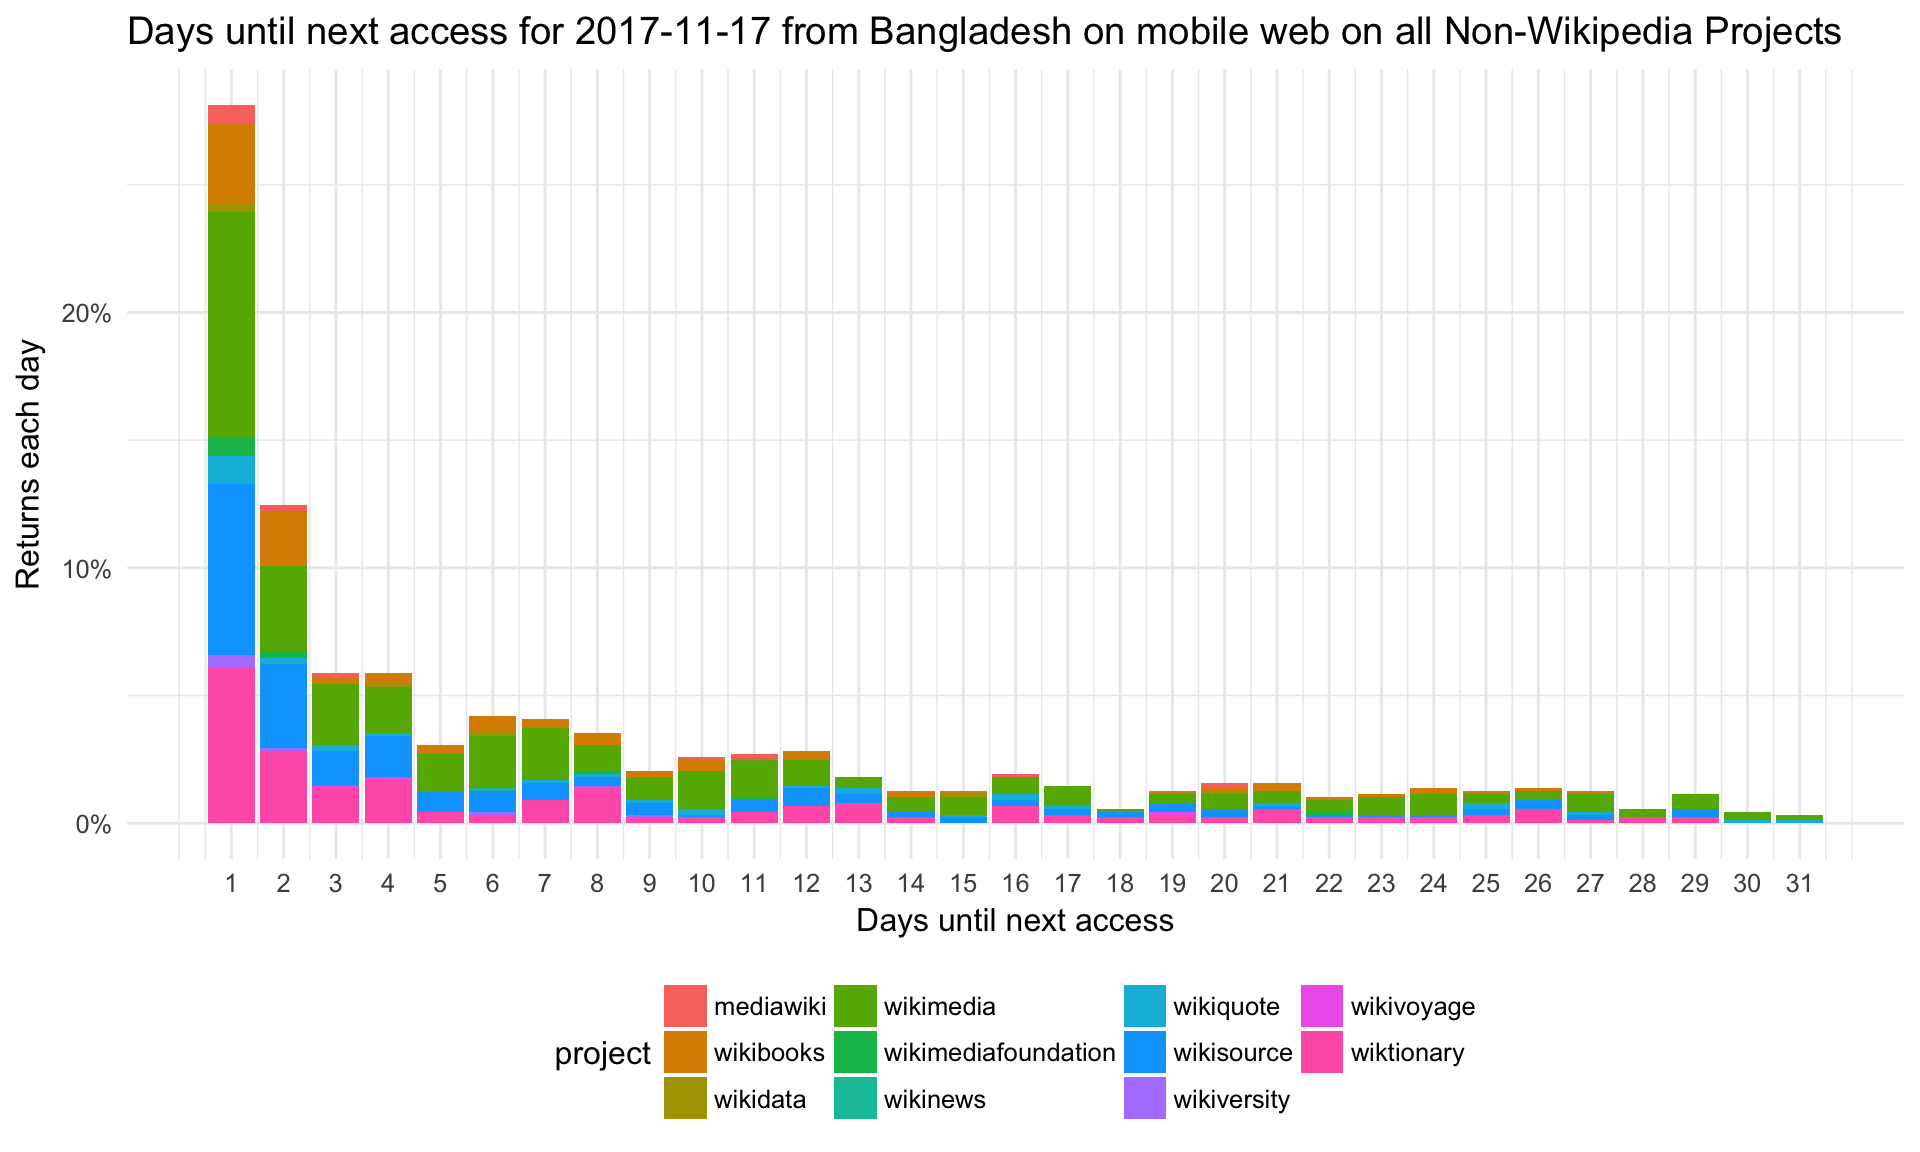 Days until next access for 2017-11-17 from Bangladesh on mobile web on all Non-Wikipedia Projects
Returns each day
20%
10%
0%
1 2 3 4 5 6 7 8 9 10 11 12 13 14 15 16 17 18 19 20 21 22 23 24 25 26 27 28 29 30 31
Days until next access
project
mediawiki wikimedia wikiquote wikivoyage
wikibooks wikimediafoundation wikisource wiktionary
wikidata wikinews wikiversity